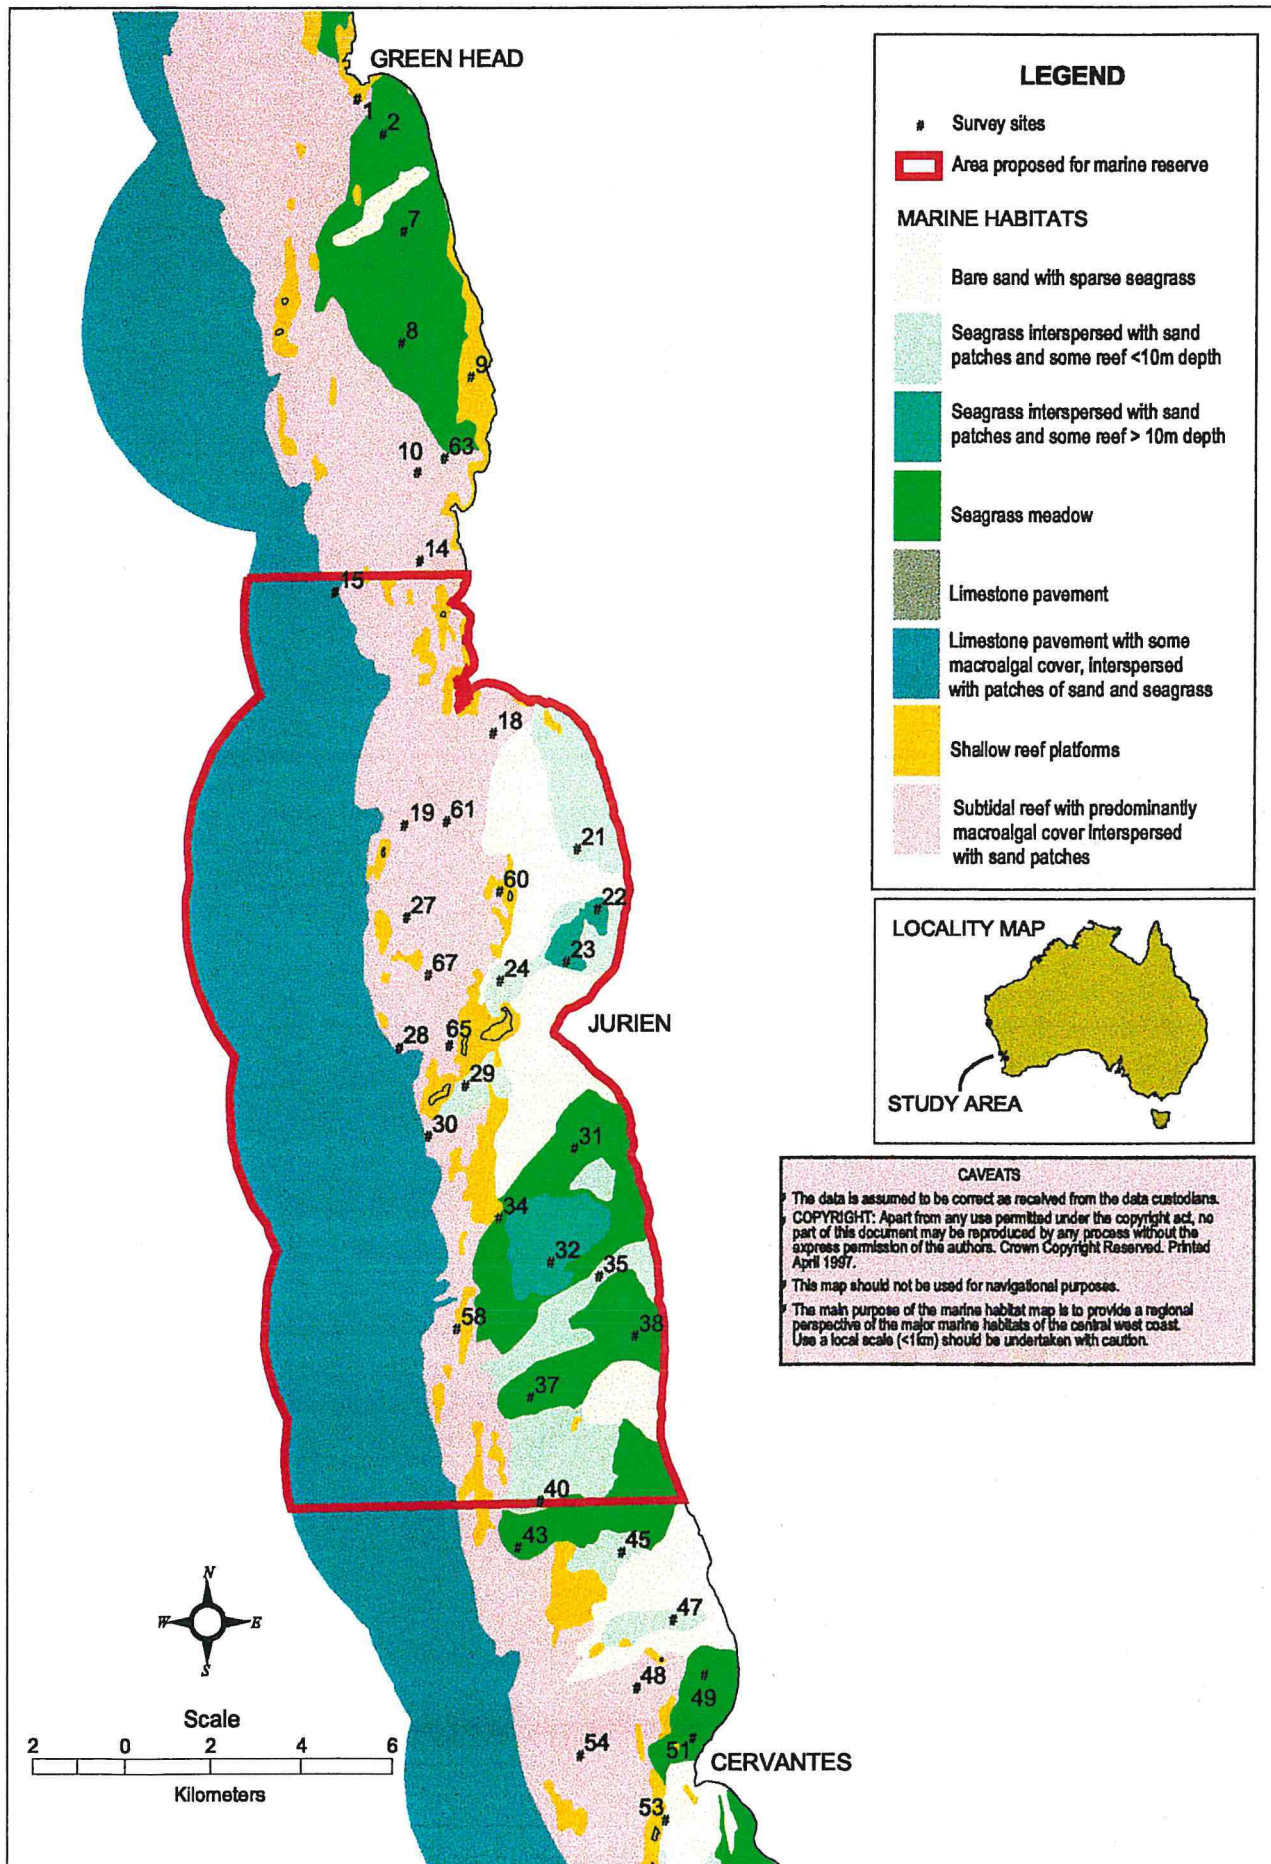 GREEN HEAD
1
2
7
8
9
10
63
14
15
18
19
61
21
60
22
27
23
67
24
JURIEN
28
65
29
30
31
34
32
35
58
38
37
40
43
45
47
48
49
54
51
CERVANTES
53
N
W
E
S
Scale
2 0 2 4 6
Kilometers
LEGEND
# Survey sites
Area proposed for marine reserve
MARINE HABITATS
Bare sand with sparse seagrass
Seagrass interspersed with sand
patches and some reef <10m depth
Seagrass interspersed with sand
patches and some reef > 10m depth
Seagrass meadow
Limestone pavement
Limestone pavement with some
macroalgal cover, interspersed
with patches of sand and seagrass
Shallow reef platforms
Subtidal reef with predominantly
macroalgal cover interspersed
with sand patches
LOCALITY MAP
STUDY AREA
CAVEATS
The data is assumed to be correct as received from the data custodians.
COPYRIGHT: Apart from any use permitted under the copyright act, no
part of this document may be reproduced by any process without the
express permission of the authors. Crown Copyright Reserved. Printed
April 1997.
This map should not be used for navigational purposes.
The main purpose of the marine habitat map is to provide a regional
perspective of the major marine habitats of the central west coast.
Use a local scale (<1km) should be undertaken with caution.